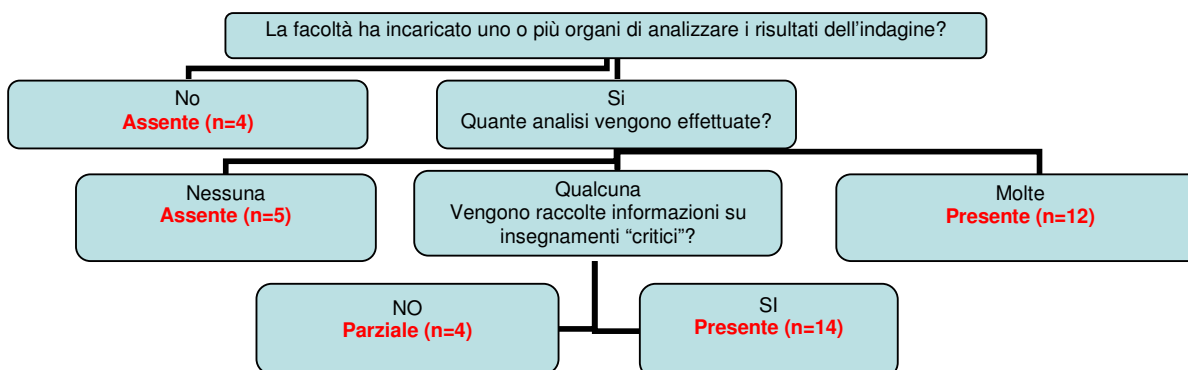 La facoltà ha incaricato uno o più organi di analizzare i risultati dell'indagine?
No
Assente (n=4)
Si
Quante analisi vengono effettuate?
Nessuna
Assente (n=5)
Qualcuna
Vengono raccolte informazioni su
insegnamenti “critici”?
Molte
Presente (n=12)
NO
Parziale (n=4)
SI
Presente (n=14)